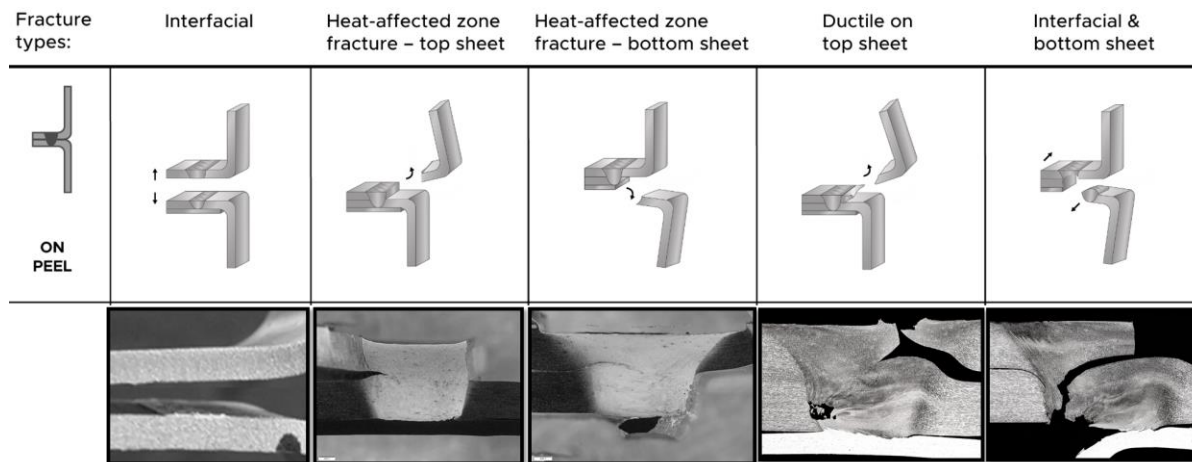 Fracture
types:
Interfacial
Heat-affected zone
fracture – top sheet
Heat-affected zone
fracture – bottom sheet
Ductile on
top sheet
Interfacial &
bottom sheet
ON
PEEL